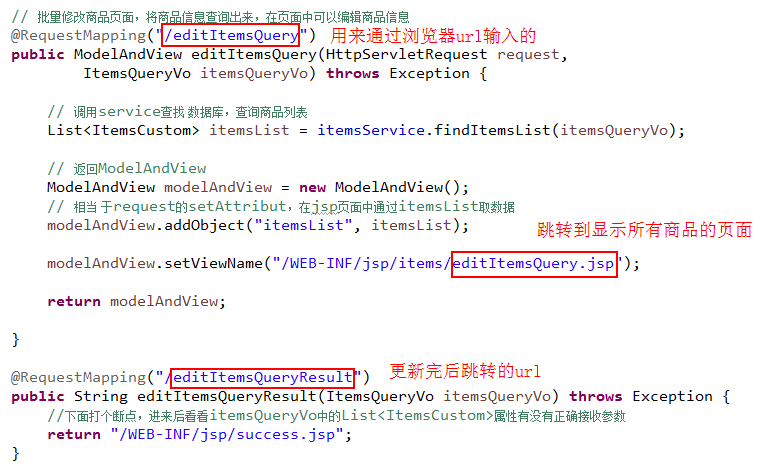 // 批量修改商品页面，将商品信息查询出来，在页面中可以编辑商品信息
@RequestMapping("/editItemsQuery") 用来通过浏览器url输入的
public ModelAndView editItemsQuery(HttpServletRequest request,
ItemsQueryVo itemsQueryVo) throws Exception {
// 调用service查找 数据库，查询商品列表
List<ItemsCustom> itemsList = itemsService.findItemsList(itemsQueryVo);
// 返回ModelAndView
ModelAndView modelAndView = new ModelAndView();
// 相当 于request的setAttribut，在jsp页面中通过itemsList取数据
modelAndView.addObject("itemsList", itemsList);
跳转到显示所有商品的页面
modelAndView.setViewName("/WEB-INF/jsp/items/editItemsQuery.jsp");
return modelAndView;
}
@RequestMapping("/editItemsQueryResult") 更新完后跳转的url
public String editItemsQueryResult(ItemsQueryVo itemsQueryVo) throws Exception {
//下面打个断点，进来后看看itemsQueryVo中的List<ItemsCustom>属性有没有正确接收参数
return "/WEB-INF/jsp/success.jsp";
}